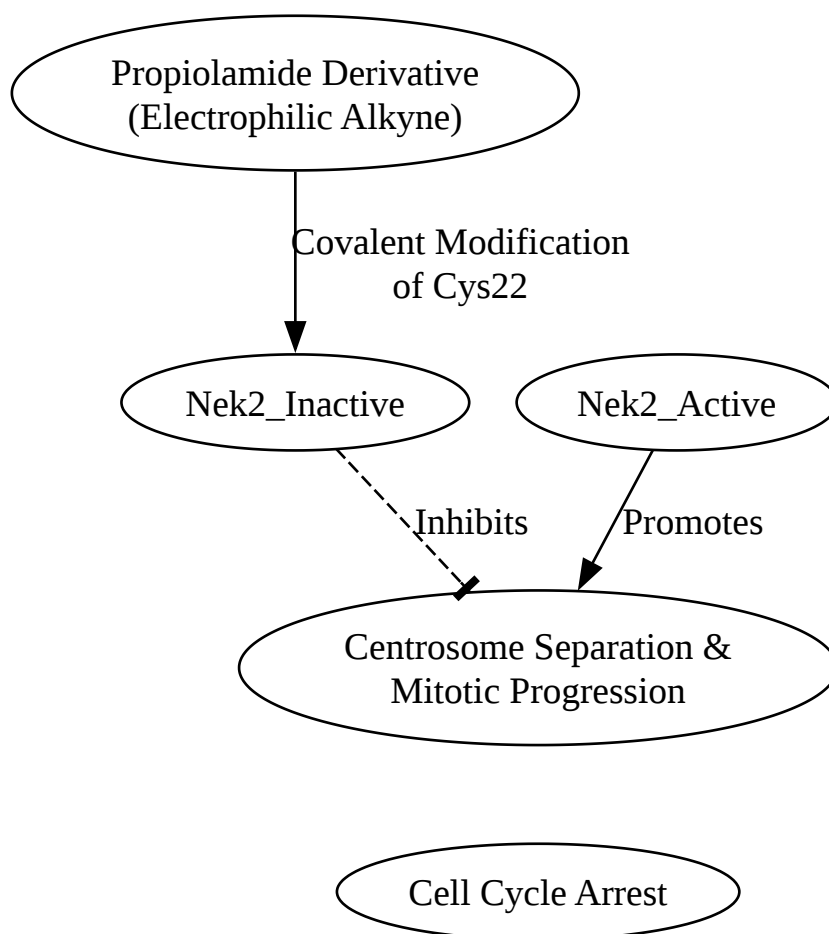 Propiolamide Derivative
(Electrophilic Alkyne)
Covalent Modification
of Cys22
Nek2_Inactive
Nek2_Active
Inhibits
Promotes
Centrosome Separation &
Mitotic Progression
Cell Cycle Arrest